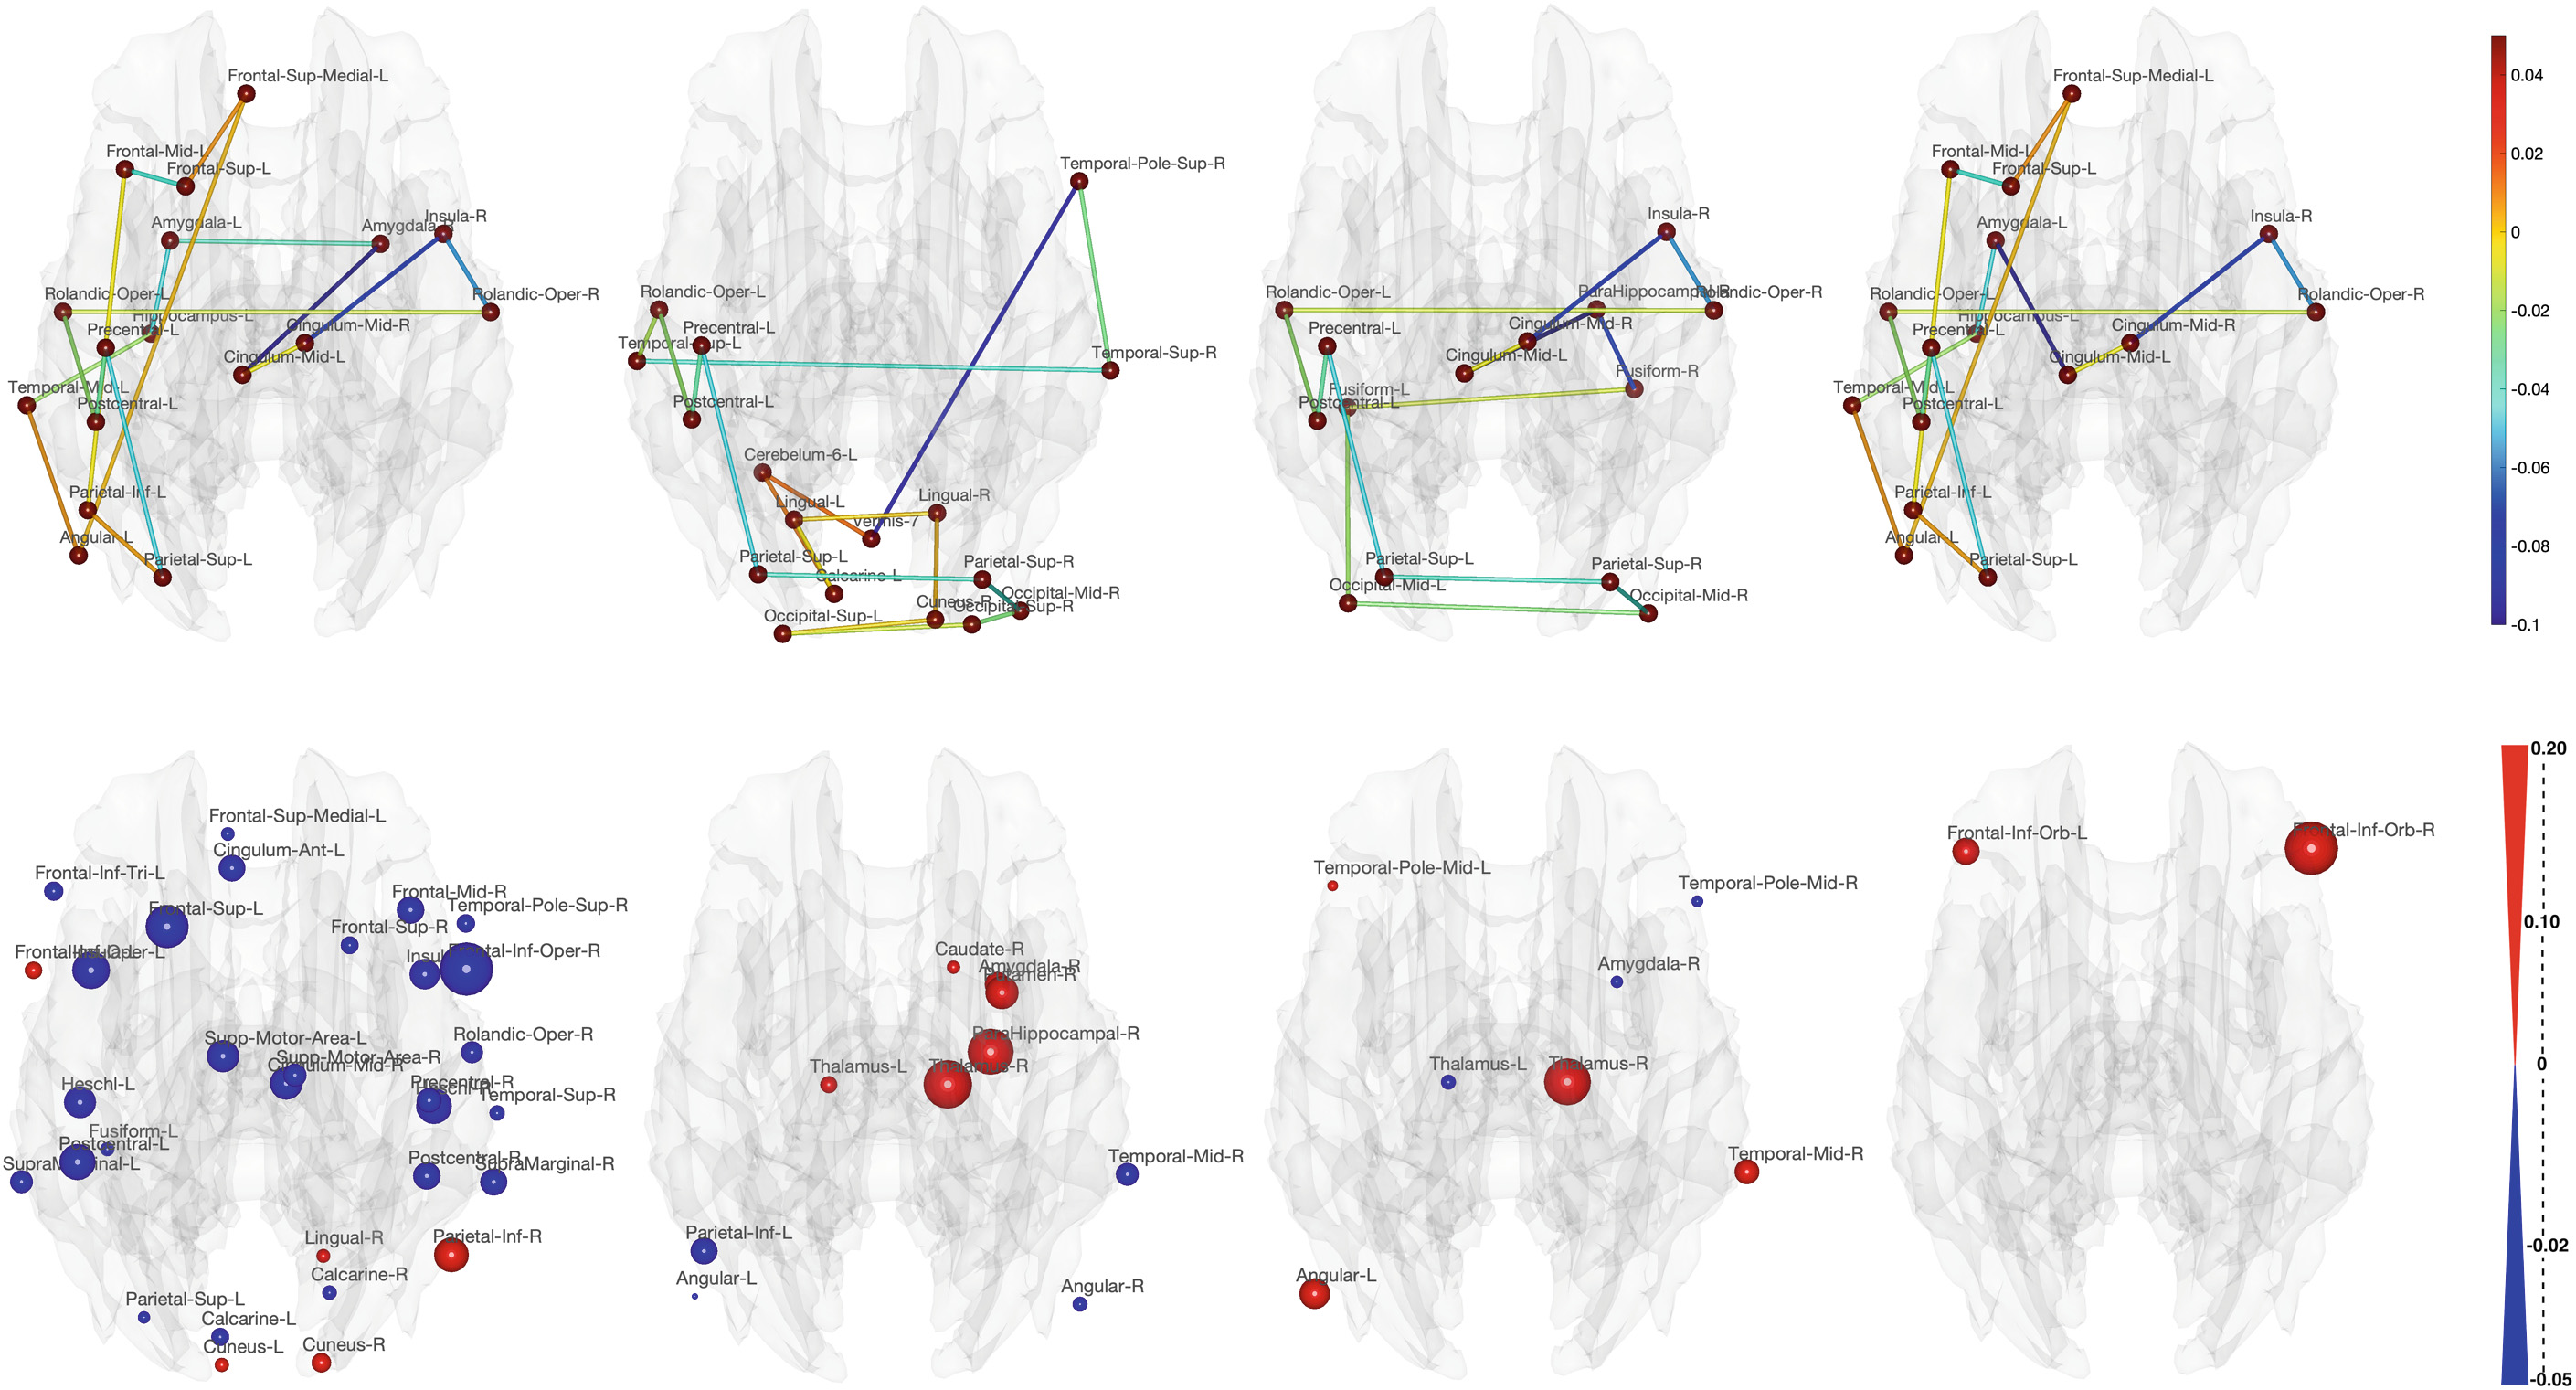 Frontal-Sup-Medial-L
Frontal-Mid-L
Frontal-Sup-L
Amygdala-L
Amygdala-R
Insula-R
Rolandic-Oper-L
Rolandic-Oper-R
Hippocampus-L
Precentral-L
Cingulum-Mid-R
Cingulum-Mid-L
Temporal-Mid-L
Postcentral-L
Parietal-Inf-L
Angular-L
Parietal-Sup-L
Temporal-Pole-Sup-R
Rolandic-Oper-L
Precentral-L
Temporal-Sup-L
Temporal-Sup-R
Postcentral-L
Cerebelum-6-L
Lingual-L
Lingual-R
Vermis-7
Parietal-Sup-L
Parietal-Sup-R
Calcarine-L
Occipital-Mid-R
Cuneus-R
Occipital-Sup-R
Occipital-Sup-L
Insula-R
Rolandic-Oper-L
ParaHippocampal-R
Rolandic-Oper-R
Precentral-L
Cingulum-Mid-R
Cingulum-Mid-L
Fusiform-R
Fusiform-L
Postcentral-L
Parietal-Sup-L
Parietal-Sup-R
Occipital-Mid-L
Occipital-Mid-R
Frontal-Sup-Medial-L
Frontal-Mid-L
Frontal-Sup-L
Amygdala-L
Insula-R
Rolandic-Oper-L
Rolandic-Oper-R
Hippocampus-L
Precentral-L
Cingulum-Mid-R
Cingulum-Mid-L
Temporal-Mid-L
Postcentral-L
Parietal-Inf-L
Angular-L
Parietal-Sup-L
0.04
0.02
0
-0.02
-0.04
-0.06
-0.08
-0.1
Frontal-Sup-Medial-L
Cingulum-Ant-L
Frontal-Inf-Tri-L
Frontal-Mid-R
Frontal-Sup-L
Temporal-Pole-Sup-R
Frontal-Sup-R
Frontal-Inf-Oper-L
Frontal-Inf-Oper-R
Supp-Motor-Area-L
Rolandic-Oper-R
Supp-Motor-Area-R
Cingulum-Mid-R
Heschl-L
Precentral-R
Heschl-R
Temporal-Sup-R
Fusiform-L
Postcentral-L
SupraMarginal-L
Postcentral-R
SupraMarginal-R
Lingual-R
Parietal-Inf-R
Calcarine-R
Parietal-Sup-L
Calcarine-L
Cuneus-L
Cuneus-R
Caudate-R
Amygdala-R
Putamen-R
ParaHippocampal-R
Thalamus-L
Thalamus-R
Temporal-Mid-R
Parietal-Inf-L
Angular-L
Angular-R
Temporal-Pole-Mid-L
Temporal-Pole-Mid-R
Amygdala-R
Thalamus-L
Thalamus-R
Temporal-Mid-R
Angular-L
Frontal-Inf-Orb-L
Frontal-Inf-Orb-R
0.20
0.10
0
-0.02
-0.05